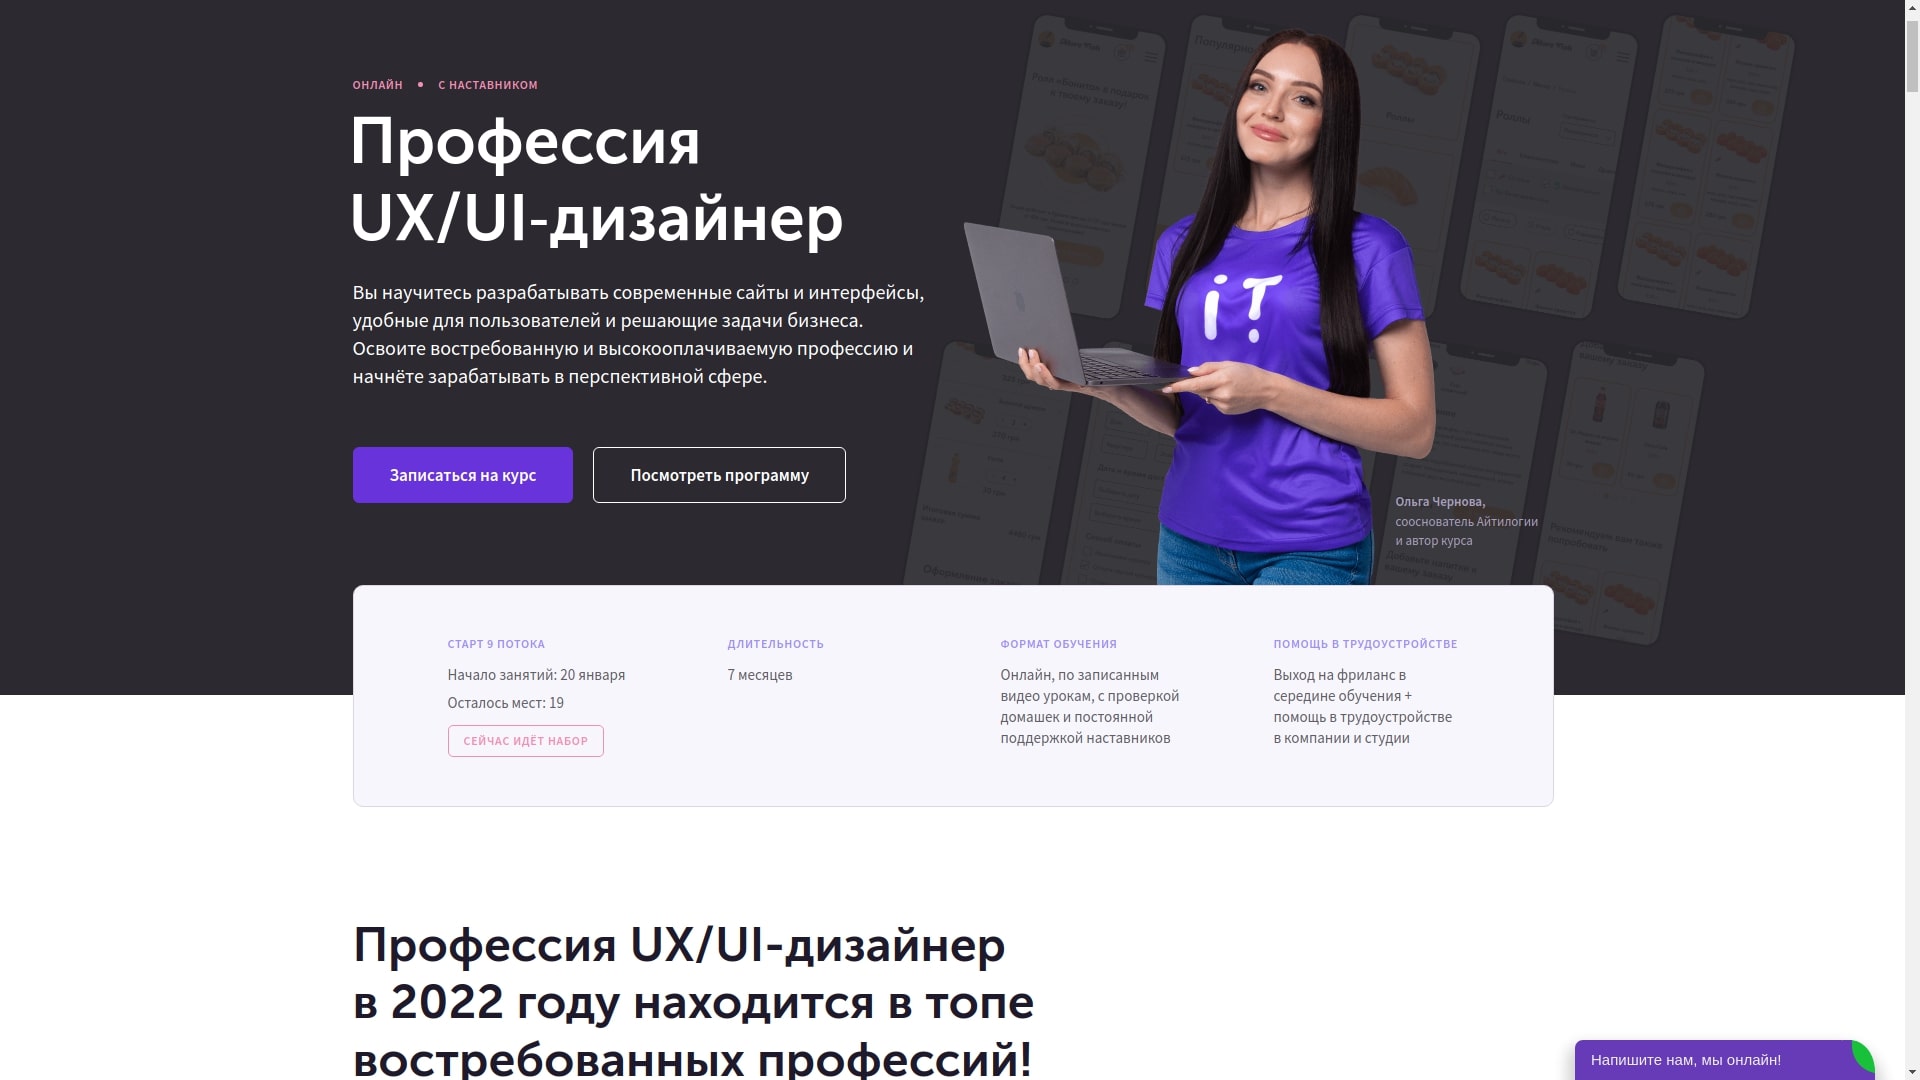 ОНЛАЙН • С НАСТАВНИКОМ
Профессия
UX/UI-дизайнер
Вы научитесь разрабатывать современные сайты и интерфейсы,
удобные для пользователей и решающие задачи бизнеса.
Освоите востребованную и высокооплачиваемую профессию и
начнёте зарабатывать в перспективной сфере.
Записаться на курс
Посмотреть программу
iT
Ольга Чернова,
сооснователь Айтилогии
и автор курса
СТАРТ 9 ПОТОКА
Начало занятий: 20 января
Осталось мест: 19
СЕЙЧАС ИДЁТ НАБОР
ДЛИТЕЛЬНОСТЬ
7 месяцев
ФОРМАТ ОБУЧЕНИЯ
Онлайн, по записанным
видео урокам, с проверкой
домашек и постоянной
поддержкой наставников
ПОМОЩЬ В ТРУДОУСТРОЙСТВЕ
Выход на фриланс в
середине обучения +
помощь в трудоустройстве
в компании и студии
Профессия UX/UI-дизайнер
в 2022 году находится в топе
востребованных профессий!
Напишите нам, мы онлайн!